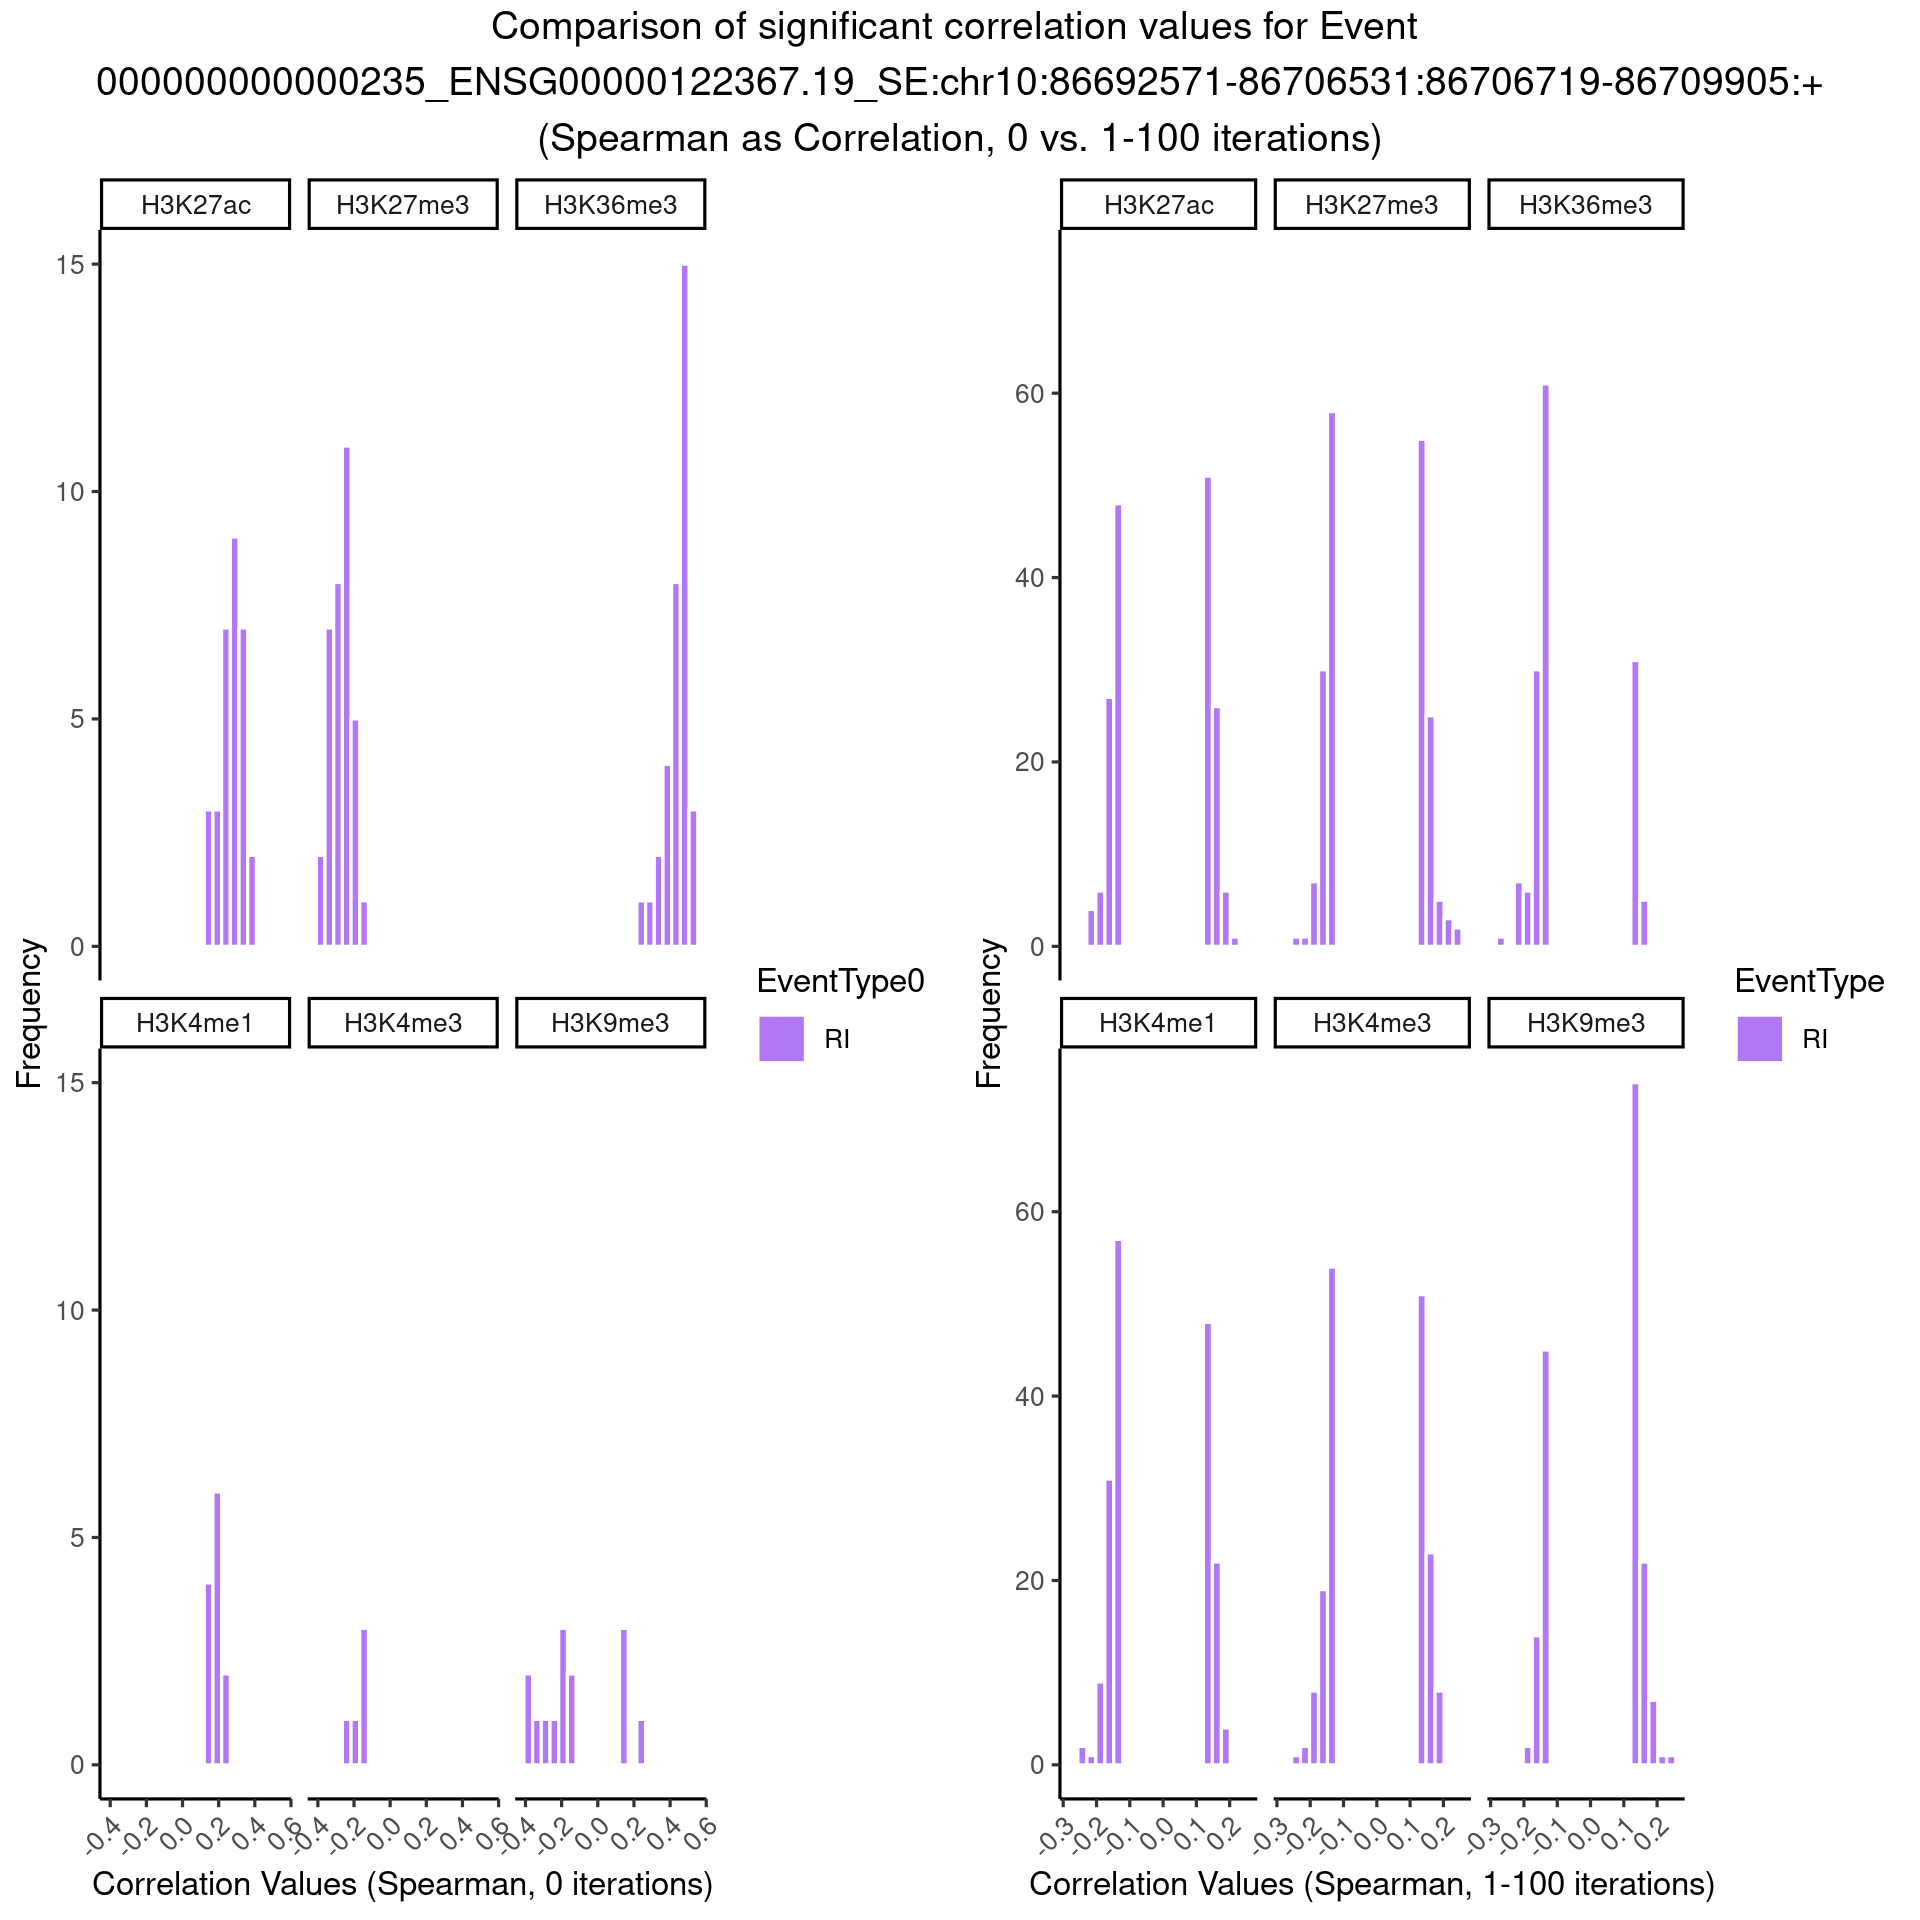 Comparison of significant correlation values for Event
000000000000235_ENSG00000122367.19_SE:chr10:86692571-86706531:86706719-86709905:+
(Spearman as Correlation, 0 vs. 1-100 iterations)
H3K27ac
H3K27me3
H3K36me3
15
10
5
0
H3K4me1
H3K4me3
H3K9me3
15
10
5
0
Frequency
-0.4
-0.2
0.0
0.2
0.4
0.6
-0.4
-0.2
0.0
0.2
0.4
0.6
-0.4
-0.2
0.0
0.2
0.4
0.6
Correlation Values (Spearman, 0 iterations)
EventType0
RI
H3K27ac
H3K27me3
H3K36me3
60
40
20
0
H3K4me1
H3K4me3
H3K9me3
60
40
20
0
Frequency
-0.3
-0.2
-0.1
0.0
0.1
0.2
-0.3
-0.2
-0.1
0.0
0.1
0.2
-0.3
-0.2
-0.1
0.0
0.1
0.2
Correlation Values (Spearman, 1-100 iterations)
EventType
RI